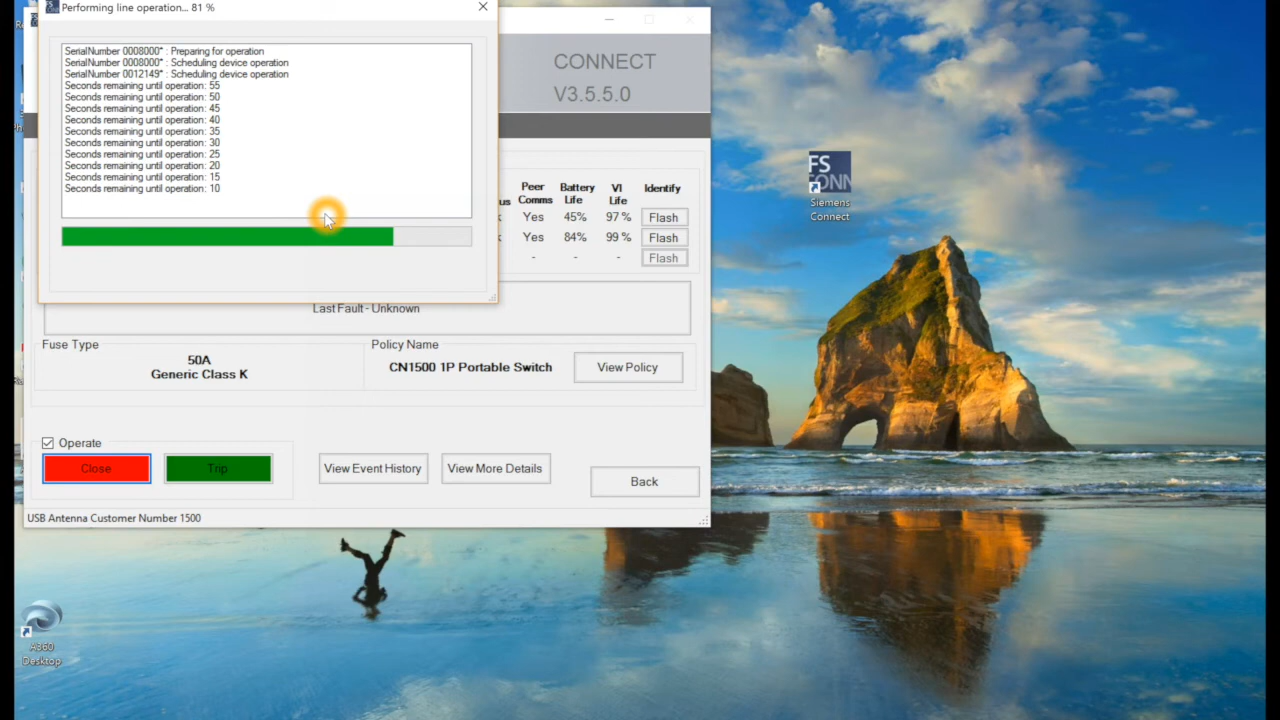 Performing line operation... 81 %
SerialNumber 0008000* : Preparing for operation
SerialNumber 0008000* : Scheduling device operation
SerialNumber 0012149* : Scheduling device operation
Seconds remaining until operation: 55
Seconds remaining until operation: 50
Seconds remaining until operation: 45
Seconds remaining until operation: 40
Seconds remaining until operation: 35
Seconds remaining until operation: 30
Seconds remaining until operation: 25
Seconds remaining until operation: 20
Seconds remaining until operation: 15
Seconds remaining until operation: 10
CONNECT
V3.5.5.0
Peer Comms Battery Life VI Life Identify
Yes 45% 97 % Flash
Yes 84% 99 % Flash
- - - Flash
Last Fault - Unknown
Fuse Type
50A
Generic Class K
Policy Name
CN1500 1P Portable Switch
View Policy
Operate
Close
Trip
View Event History
View More Details
Back
USB Antenna Customer Number 1500
FS
Siemens
Connect
A360
Desktop